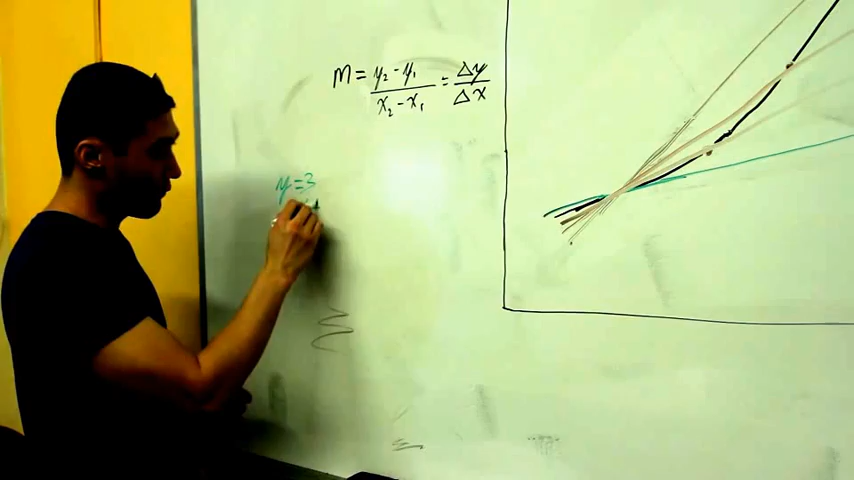 M = y₂ - y₁ / x₂ - x₁ = Δy / Δx
y = 3